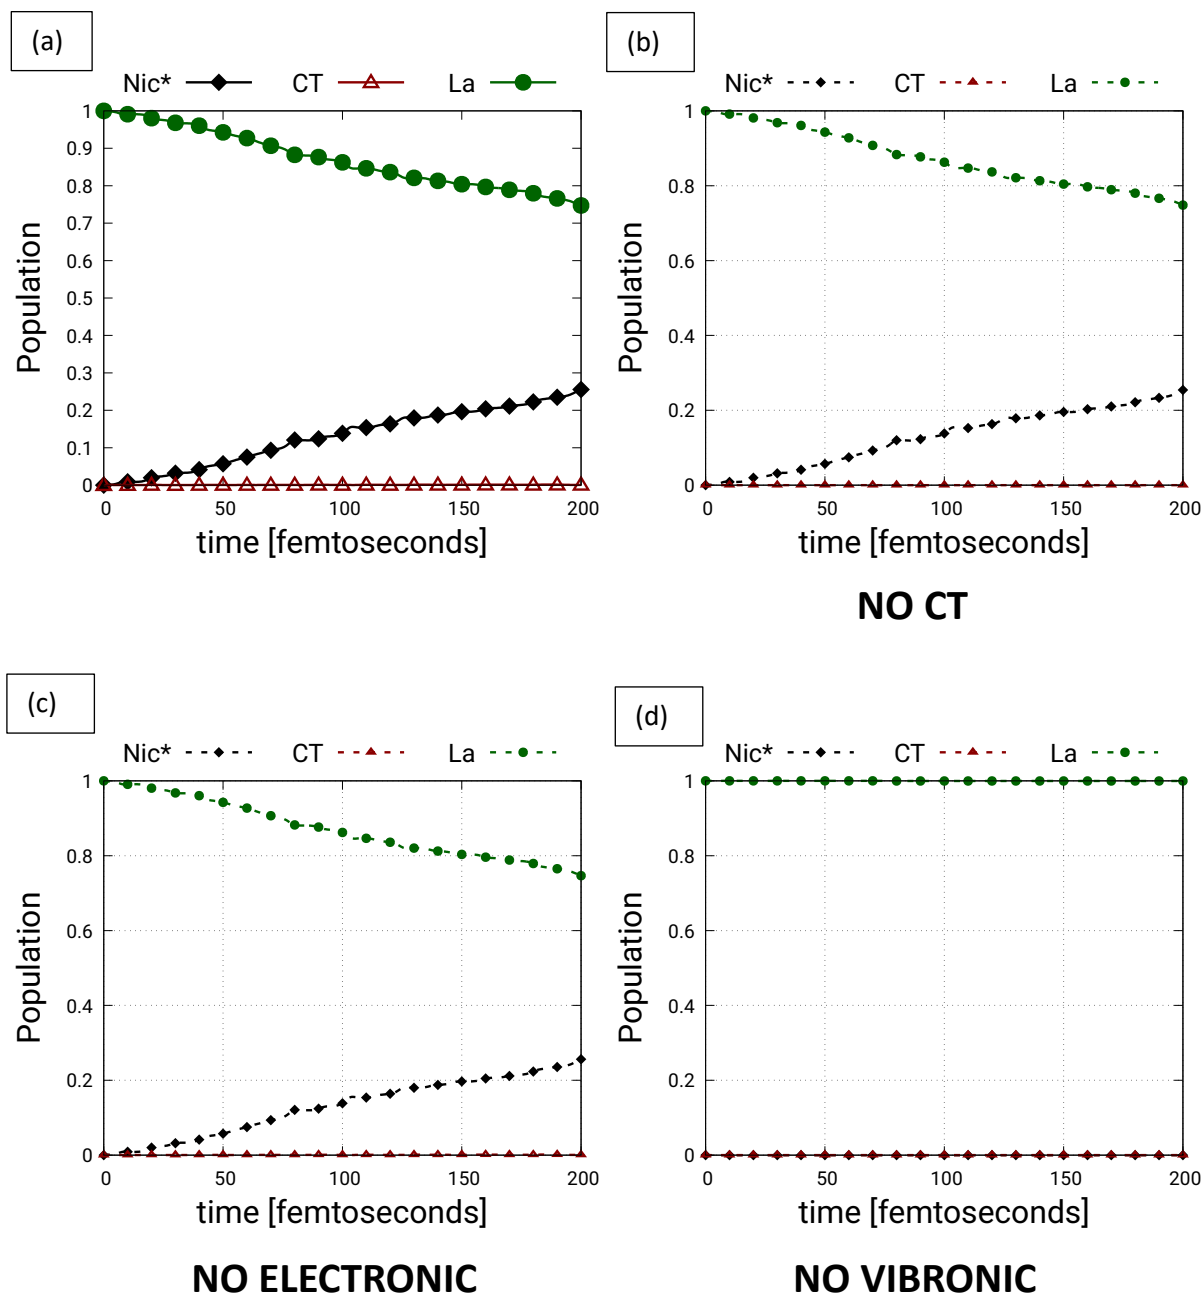 (a)
Nic* CT La
1
0.9
0.8
0.7
0.6
0.5
0.4
0.3
0.2
0.1
0
Population
0 50 100 150 200
time [femtoseconds]
(b)
Nic* CT La
1
0.8
0.6
0.4
0.2
0
Population
0 50 100 150 200
time [femtoseconds]
NO CT
(c)
Nic* CT La
1
0.8
0.6
0.4
0.2
0
Population
0 50 100 150 200
time [femtoseconds]
NO ELECTRONIC
(d)
Nic* CT La
1
0.8
0.6
0.4
0.2
0
Population
0 50 100 150 200
time [femtoseconds]
NO VIBRONIC